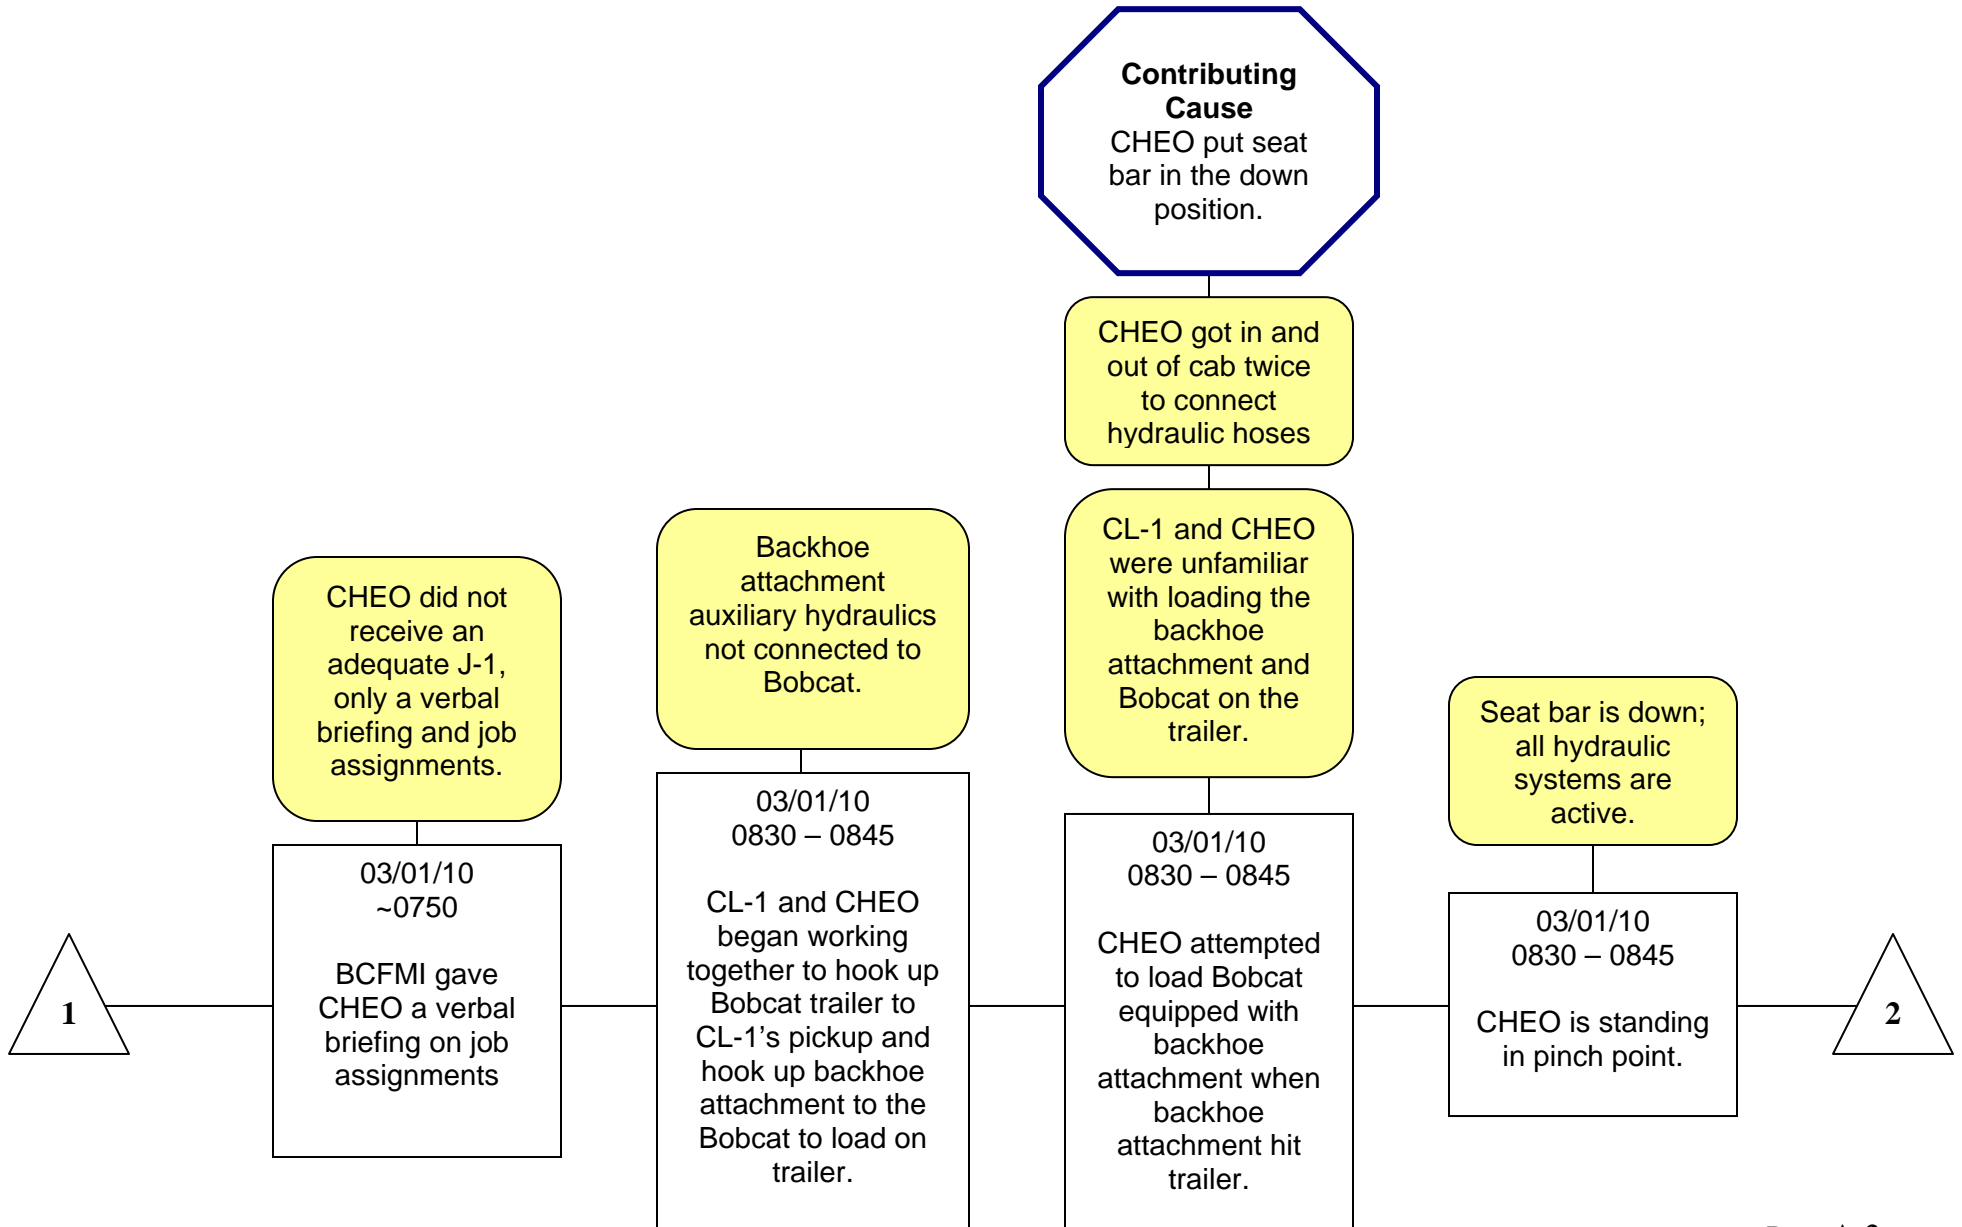 Contributing
Cause
CHEO put seat
bar in the down
position.
CHEO got in and
out of cab twice
to connect
hydraulic hoses
CL-1 and CHEO
were unfamiliar
with loading the
backhoe
attachment and
Bobcat on the
trailer.
Backhoe
attachment
auxiliary hydraulics
not connected to
Bobcat.
CHEO did not
receive an
adequate J-1,
only a verbal
briefing and job
assignments.
Seat bar is down;
all hydraulic
systems are
active.
1
03/01/10
~0750
BCFMI gave
CHEO a verbal
briefing on job
assignments
03/01/10
0830 – 0845
CL-1 and CHEO
began working
together to hook up
Bobcat trailer to
CL-1’s pickup and
hook up backhoe
attachment to the
Bobcat to load on
trailer.
03/01/10
0830 – 0845
CHEO attempted
to load Bobcat
equipped with
backhoe
attachment when
backhoe
attachment hit
trailer.
03/01/10
0830 – 0845
CHEO is standing
in pinch point.
2